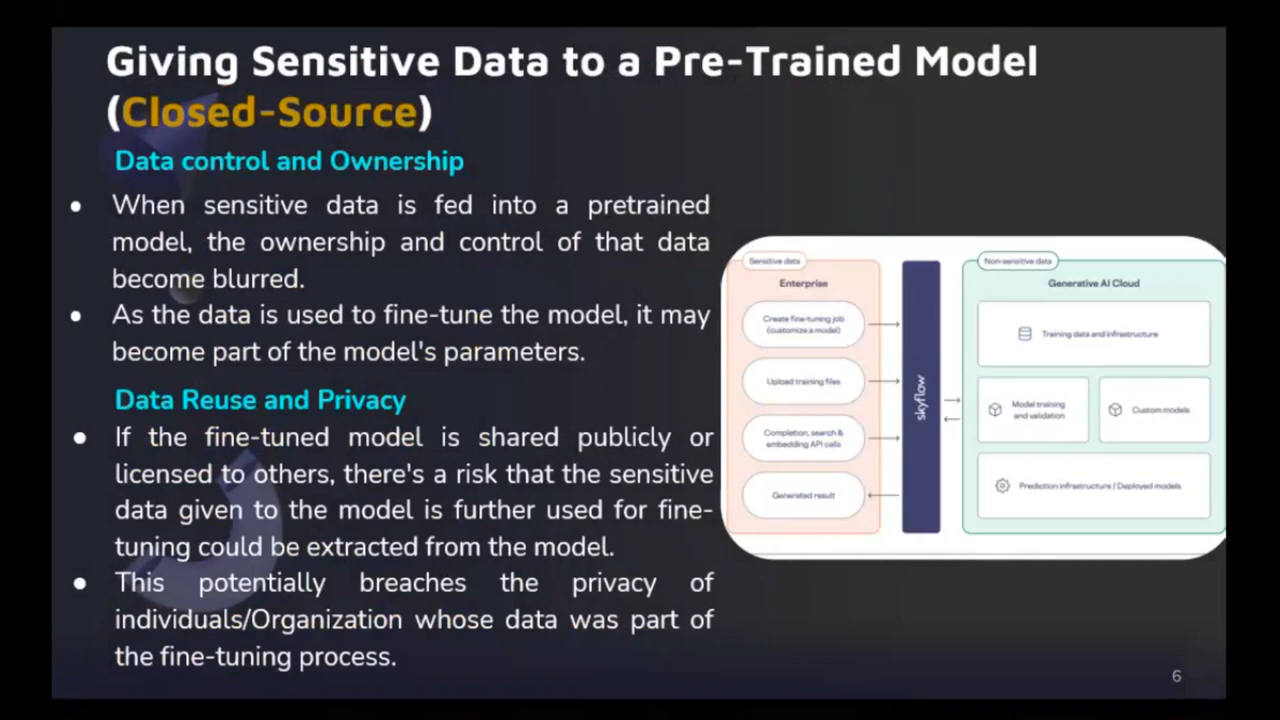 Giving Sensitive Data to a Pre-Trained Model
(Closed-Source)
Data control and Ownership
• When sensitive data is fed into a pretrained
model, the ownership and control of that data
become blurred.
• As the data is used to fine-tune the model, it may
become part of the model's parameters.
Data Reuse and Privacy
• If the fine-tuned model is shared publicly or
licensed to others, there's a risk that the sensitive
data given to the model is further used for fine-
tuning could be extracted from the model.
• This potentially breaches the privacy of
individuals/Organization whose data was part of
the fine-tuning process.
Sensitive data
Enterprise
Create fine-tuning job
(customize a model)
Upload training files
Completion, search &
embedding API calls
Generated result
skyflow
Non-sensitive data
Generative AI Cloud
Training data and infrastructure
Model training
and validation
Custom models
Prediction infrastructure / Deployed models
6